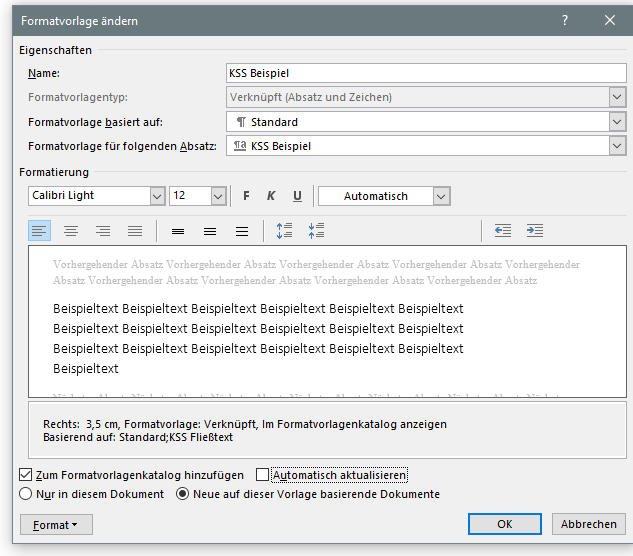 Formatvorlage ändern
?
Eigenschaften
Name: KSS Beispiel
Formatvorlagentyp: Verknüpft (Absatz und Zeichen)
Formatvorlage basiert auf: ¶ Standard
Formatvorlage für folgenden Absatz: ¶a KSS Beispiel
Formatierung
Calibri Light 12 F K U Automatisch
Vorhergehender Absatz Vorhergehender Absatz Vorhergehender Absatz Vorhergehender Absatz Vorhergehender
Absatz Vorhergehender Absatz Vorhergehender Absatz Vorhergehender Absatz Vorhergehender Absatz
Beispieltext Beispieltext Beispieltext Beispieltext Beispieltext Beispieltext
Beispieltext Beispieltext Beispieltext Beispieltext Beispieltext Beispieltext
Beispieltext Beispieltext Beispieltext Beispieltext Beispieltext Beispieltext
Beispieltext
Rechts: 3,5 cm, Formatvorlage: Verknüpft, Im Formatvorlagenkatalog anzeigen
Basierend auf: Standard;KSS Fließtext
Zum Formatvorlagenkatalog hinzufügen Automatisch aktualisieren
Nur in diesem Dokument Neue auf dieser Vorlage basierende Dokumente
Format OK Abbrechen